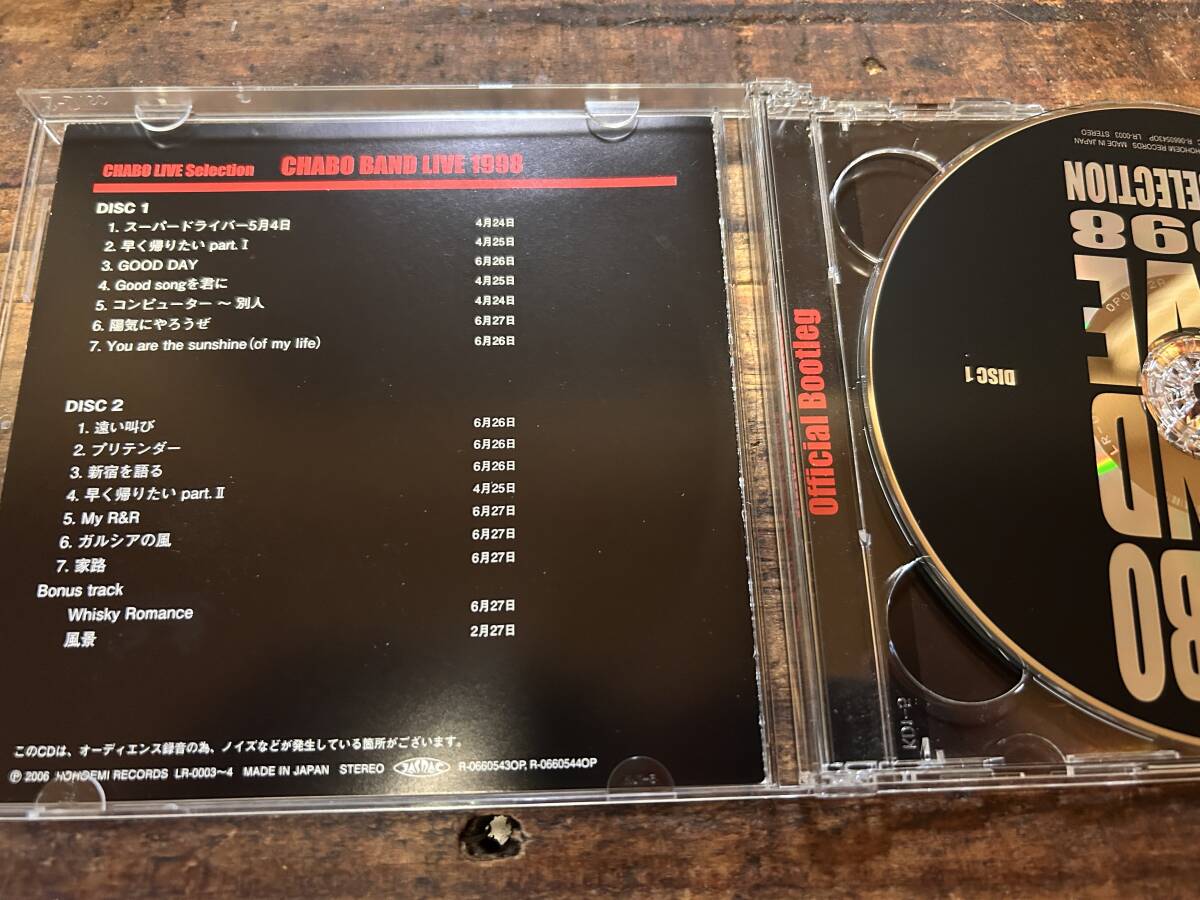 CHABO LIVE Selection CHABO BAND LIVE 1998
DISC 1
1. スーパードライバー5月4日 4月24日
2. 早く帰りたい part.Ⅰ 4月25日
3. GOOD DAY 6月26日
4. Good songを君に 4月25日
5. コンピューター ～ 別人 4月24日
6. 陽気にやろうぜ 6月27日
7. You are the sunshine(of my life) 6月26日
DISC 2
1. 遠い叫び 6月26日
2. プリテンダー 6月26日
3. 新宿を語る 6月26日
4. 早く帰りたい part.Ⅱ 4月25日
5. My R&R 6月27日
6. ガルシアの風 6月27日
7. 家路 6月27日
Bonus track
Whisky Romance 6月27日
風景 2月27日
このCDは、オーディエンス録音の為、ノイズなどが発生している箇所がございます。
Ⓟ 2006 HOHOEMI RECORDS LR-0003～4 MADE IN JAPAN STEREO JASRAC R-0660543OP, R-0660544OP
Official Bootleg
HOHOEMI RECORDS MADE IN JAPAN
R-0660543OP LR-0003 STEREO
SELECTION
998
DISC 1